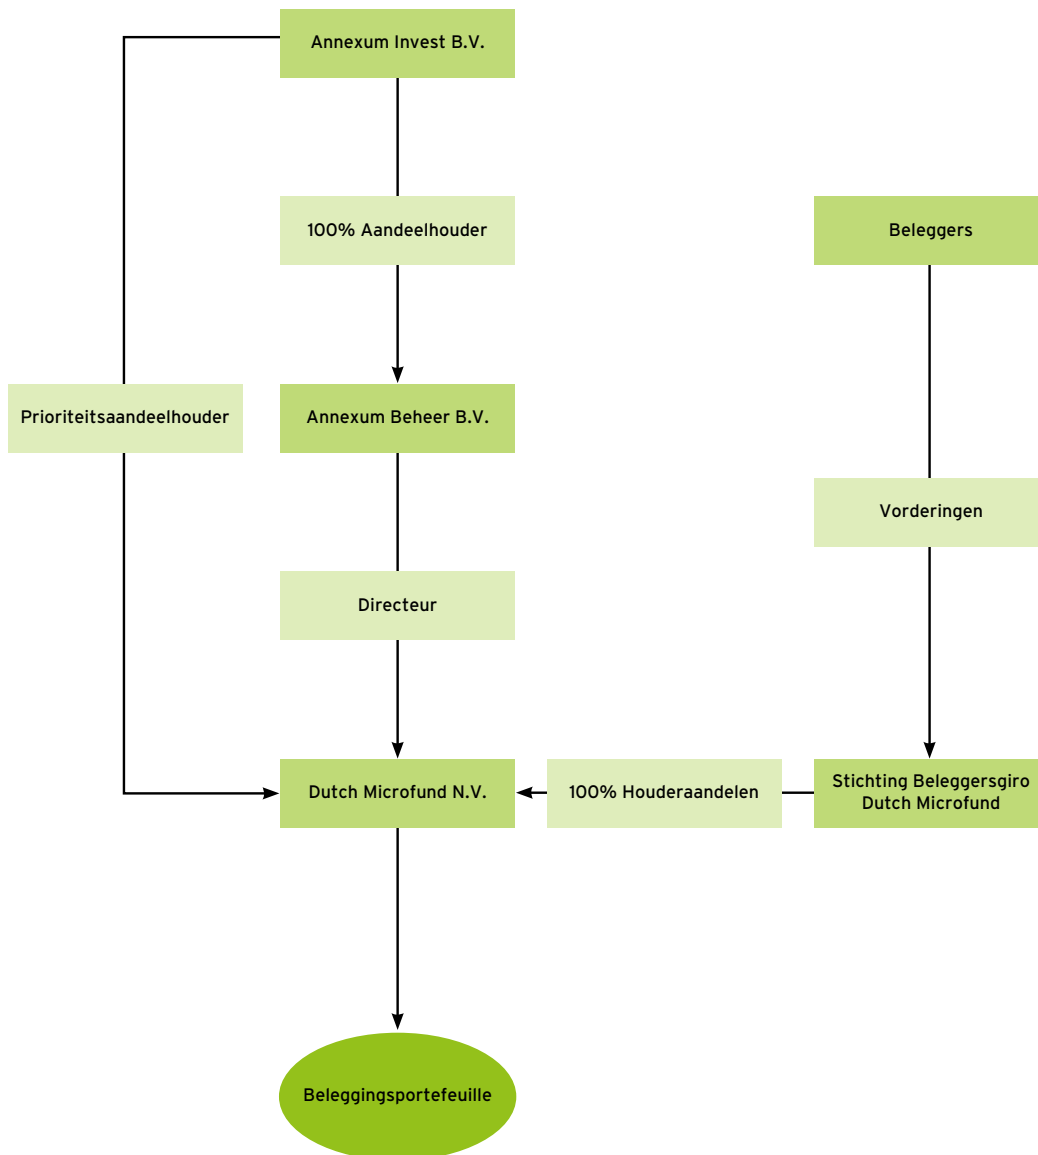 Annexum Invest B.V.
100% Aandeelhouder
Beleggers
Prioriteitsaandeelhouder
Annexum Beheer B.V.
Vorderingen
Directeur
Dutch Microfund N.V.
100% Houderaandelen
Stichting Beleggersgiro
Dutch Microfund
Beleggingsportefeuille